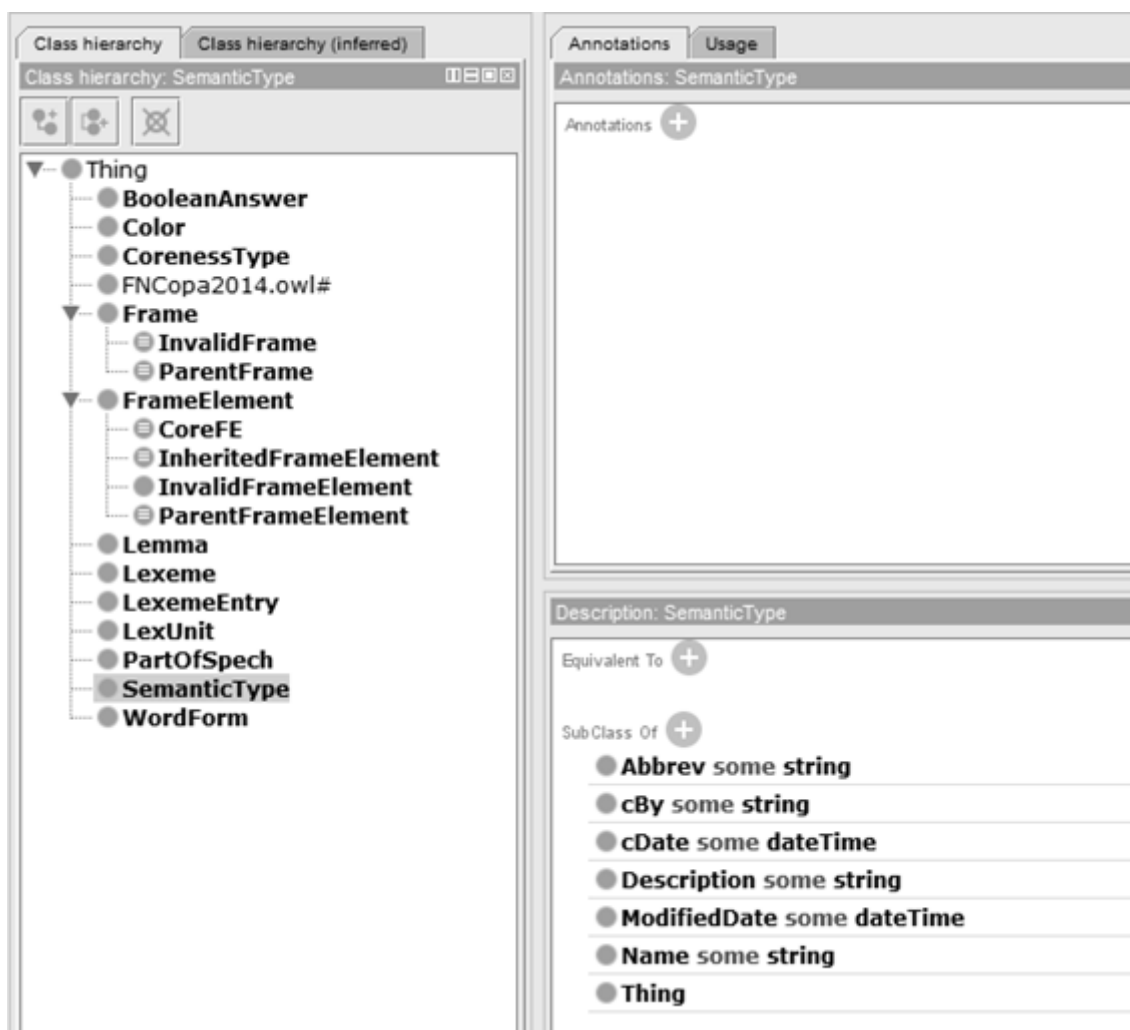 Class hierarchy
Class hierarchy (inferred)
Class hierarchy: SemanticType
Thing
BooleanAnswer
Color
CorenessType
FNCopa2014.owl#
Frame
InvalidFrame
ParentFrame
FrameElement
CoreFE
InheritedFrameElement
InvalidFrameElement
ParentFrameElement
Lemma
Lexeme
LexemeEntry
LexUnit
PartOfSpech
SemanticType
WordForm
Annotations
Usage
Annotations: SemanticType
Annotations
Description: SemanticType
Equivalent To
SubClass Of
Abbrev some string
cBy some string
cDate some dateTime
Description some string
ModifiedDate some dateTime
Name some string
Thing